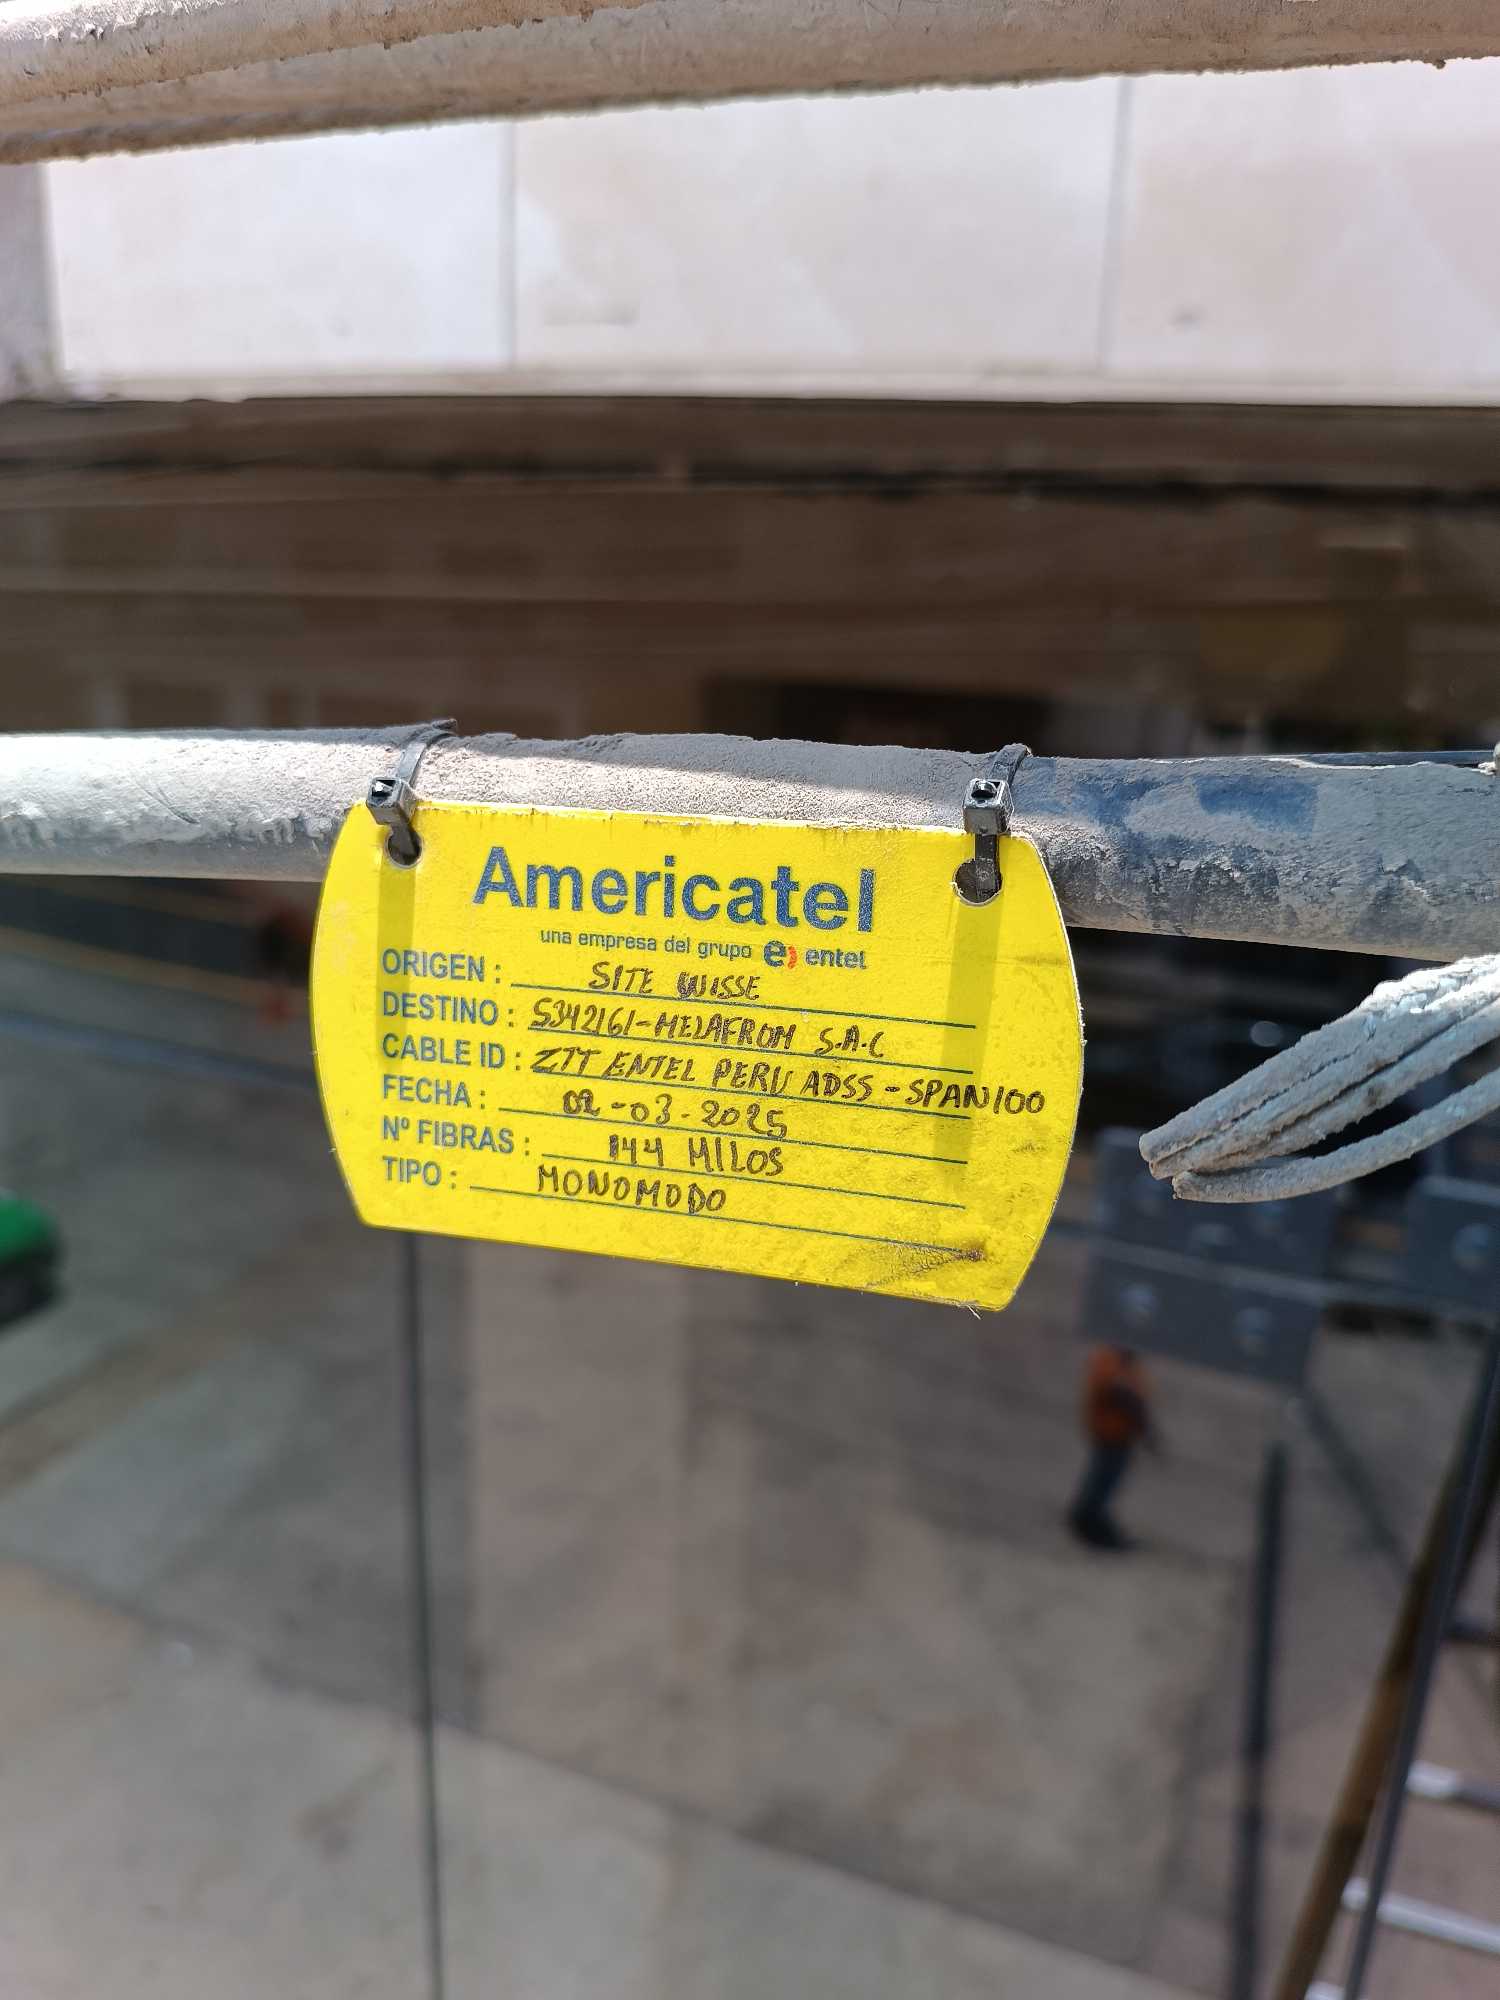 Americatel
una empresa del grupo e) entel
ORIGEN : SITE WISSE
DESTINO : S342161-MELAFROM S.A.C
CABLE ID : ZTT ENTEL PERU ADSS - SPAN100
FECHA : 02-03-2025
Nº FIBRAS : 144 HILOS
TIPO : MONOMODO